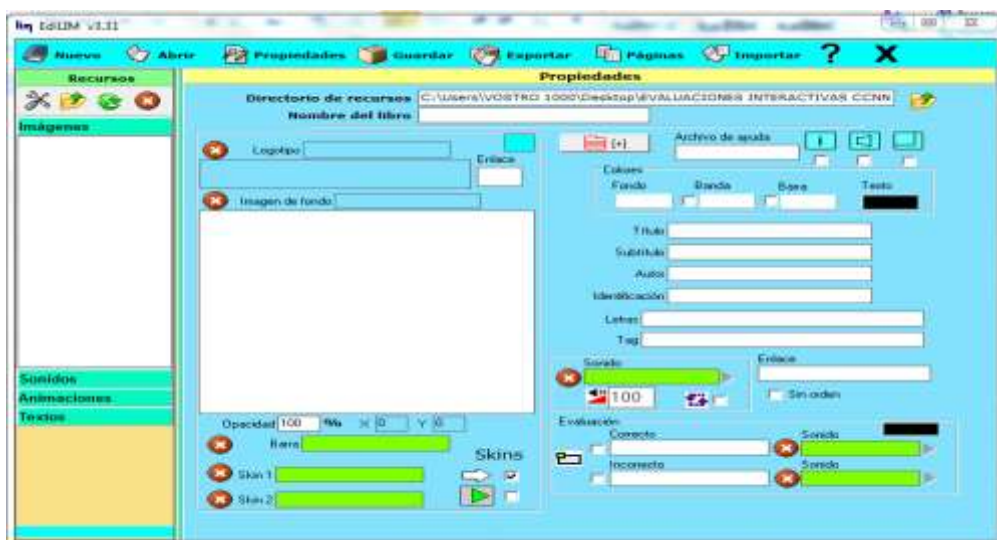 EdiLIM v3.11
Nuevo Abrir Propiedades Guardar Exportar Páginas Importar ? X
Recursos
Propiedades
Directorio de recursos C:\Users\VOSTRO 1000\Desktop\EVALUACIONES INTERACTIVAS CCNN
Nombre del libro
Imágenes
Logotipo
Enlace
Imagen de fondo
Opacidad 100 % X 0 Y 0
Barra
Skins
Skin 1
Skin 2
[+]
Archivo de ayuda
Colores
Fondo Banda Barra Texto
Título
Subtítulo
Autor
Identificación
Letras
Tag
Sonido
100
Enlace
Sin orden
Evaluación
Correcto Sonido
Incorrecto Sonido
Sonidos
Animaciones
Textos